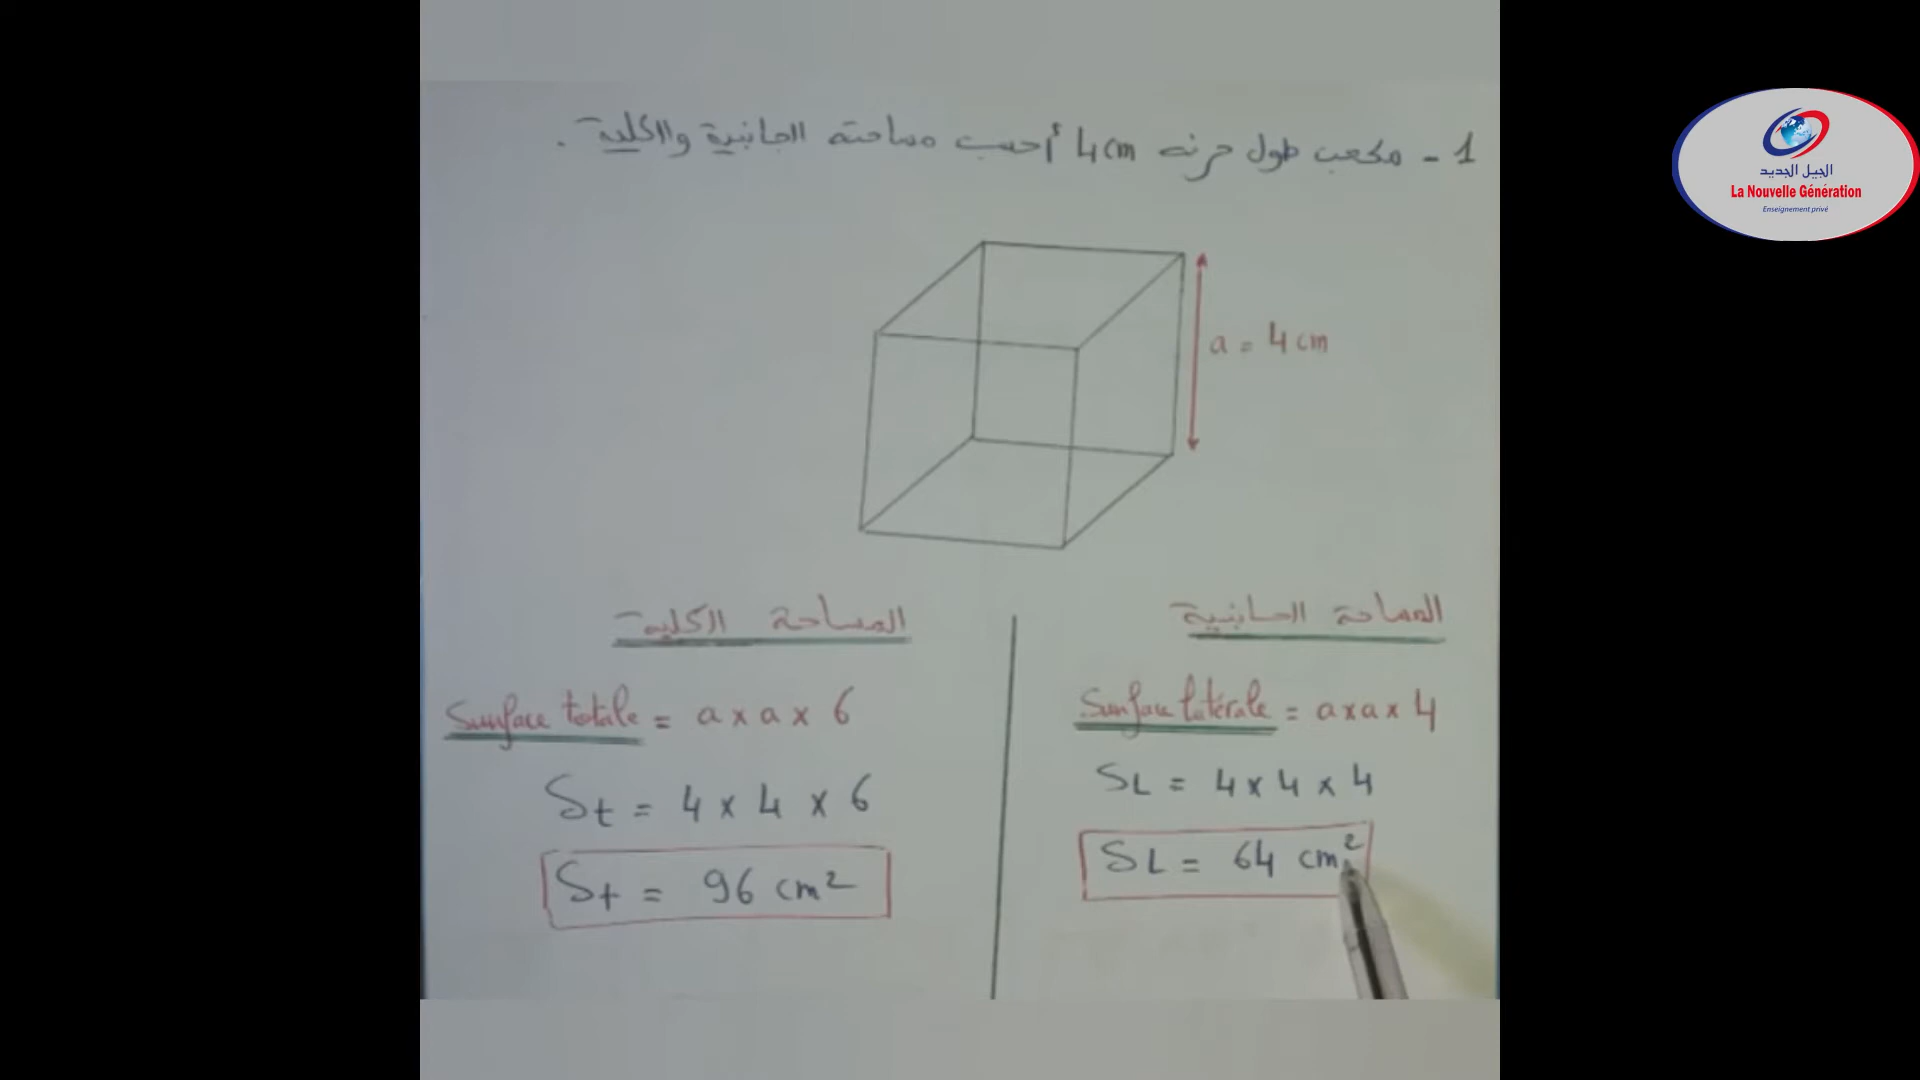 1 - مكعب طول حرفه 4cm أحسب مساحته الجانبية والكلية.
a = 4 cm
المساحة الجانبية
Surface latérale = a x a x 4
SL = 4 x 4 x 4
SL = 64 cm²
المساحة الكلية
Surface totale = a x a x 6
St = 4 x 4 x 6
St = 96 cm²
الجيل الجديد
La Nouvelle Génération
Enseignement privé